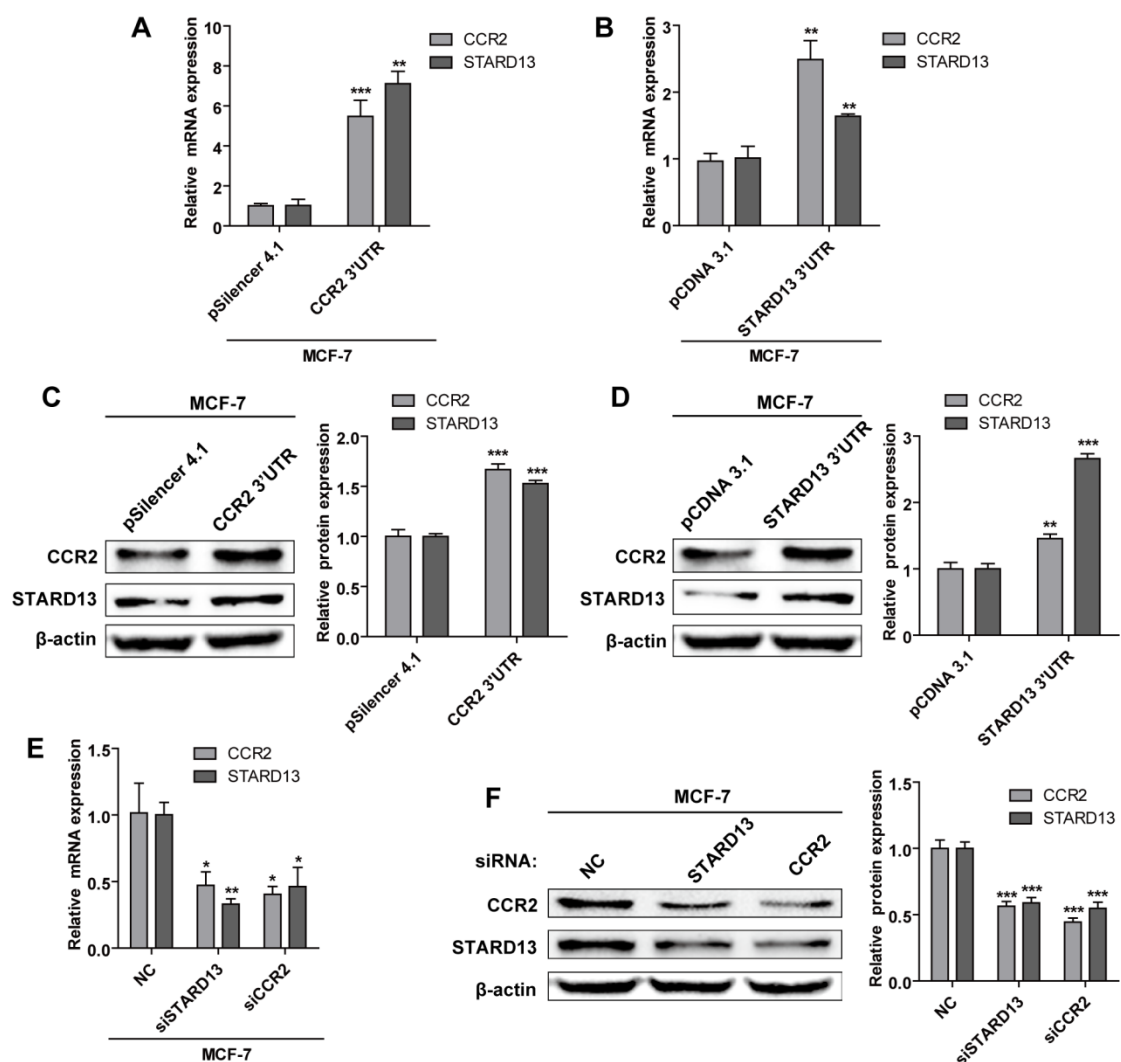 A
Relative mRNA expression
10
8
6
4
2
0
CCR2
STARD13
***
**
pSilencer 4.1
CCR2 3'UTR
MCF-7
B
Relative mRNA expression
3
2
1
0
CCR2
STARD13
**
**
pCDNA 3.1
STARD13 3'UTR
MCF-7
C
MCF-7
pSilencer 4.1
CCR2 3'UTR
CCR2
STARD13
β-actin
CCR2
STARD13
Relative protein expression
2.0
1.5
1.0
0.5
0.0
***
***
pSilencer 4.1
CCR2 3'UTR
D
MCF-7
pCDNA 3.1
STARD13 3'UTR
CCR2
STARD13
β-actin
CCR2
STARD13
Relative protein expression
3
2
1
0
**
***
pCDNA 3.1
STARD13 3'UTR
E
Relative mRNA expression
1.5
1.0
0.5
0.0
CCR2
STARD13
*
**
*
*
NC
siSTARD13
siCCR2
MCF-7
F
MCF-7
siRNA:
NC
STARD13
CCR2
CCR2
STARD13
β-actin
Relative protein expression
1.5
1.0
0.5
0.0
CCR2
STARD13
***
***
***
***
NC
siSTARD13
siCCR2